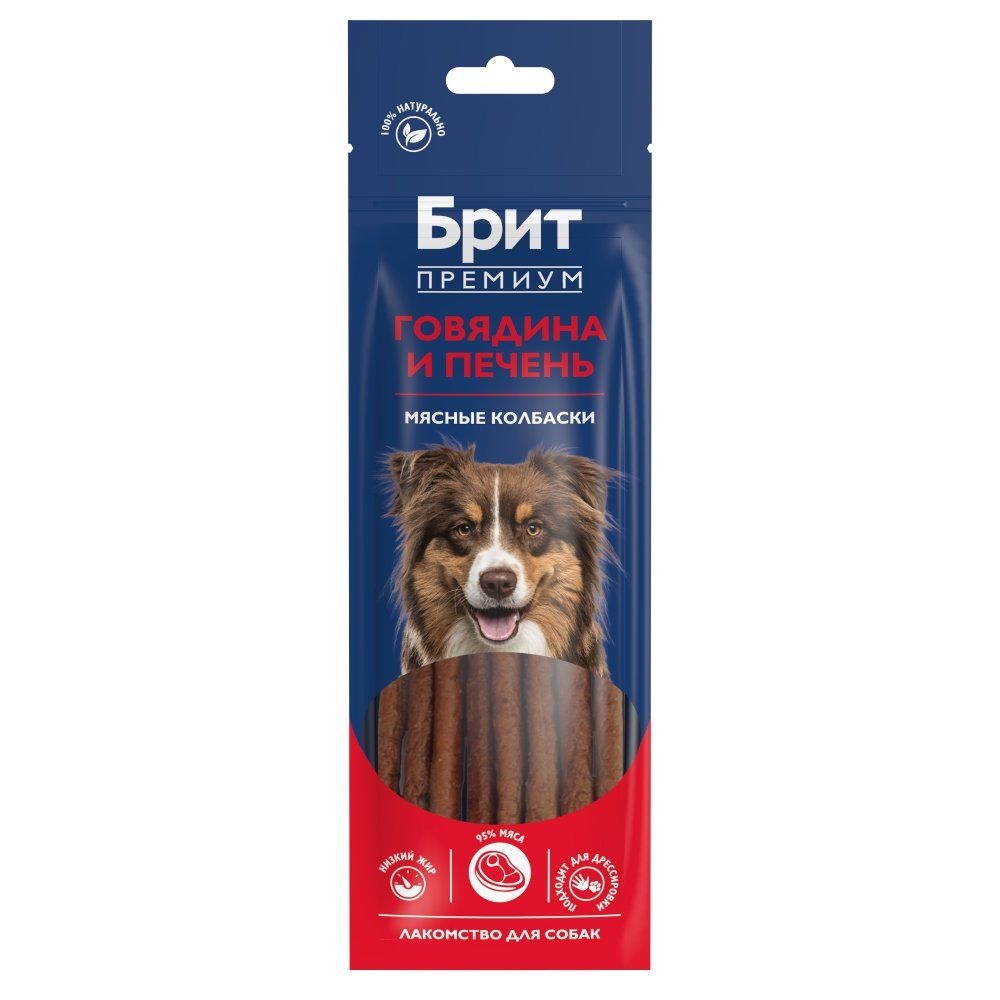 100% НАТУРАЛЬНО
Брит
ПРЕМИУМ
ГОВЯДИНА
И ПЕЧЕНЬ
МЯСНЫЕ КОЛБАСКИ
НИЗКИЙ ЖИР
95% МЯСА
ПОДХОДИТ ДЛЯ ДРЕССИРОВКИ
ЛАКОМСТВО ДЛЯ СОБАК